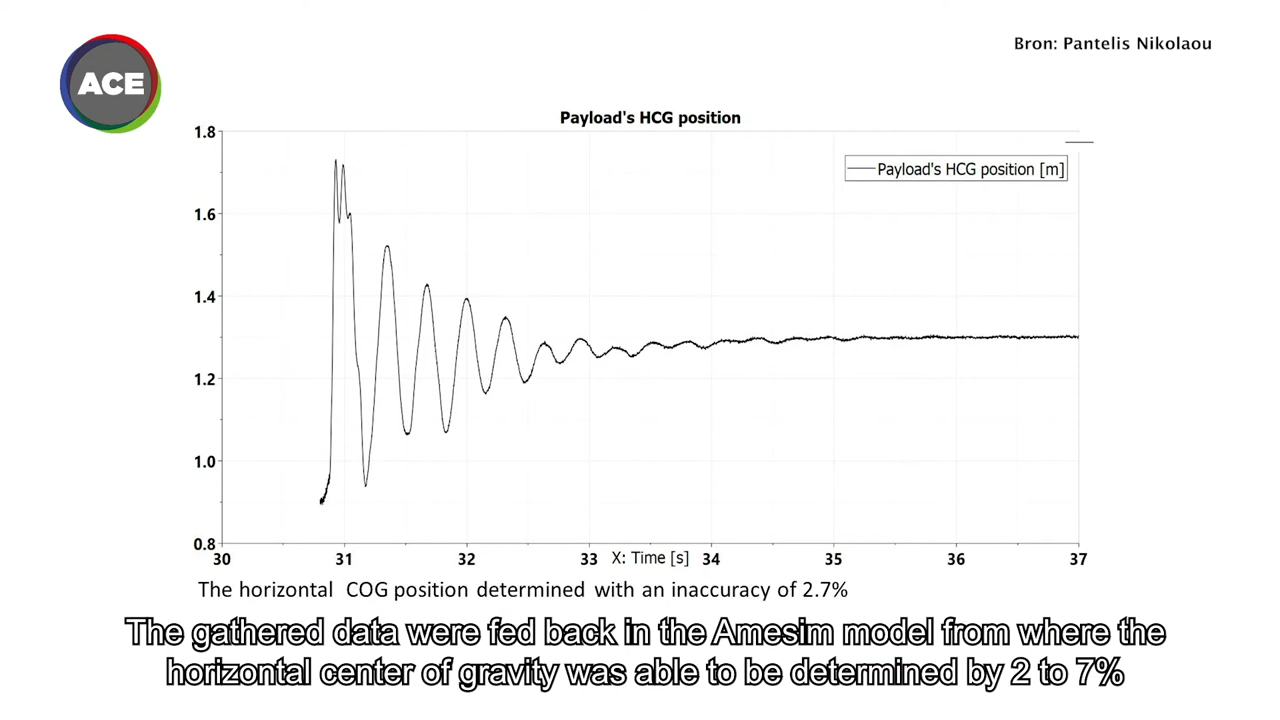 Bron: Pantelis Nikolaou
ACE
Payload's HCG position
1.8
Payload's HCG position [m]
1.6
1.4
1.2
1.0
0.8
30 31 32 33 X: Time [s] 34 35 36 37
The horizontal COG position determined with an inaccuracy of 2.7%
The gathered data were fed back in the Amesim model from where the
horizontal center of gravity was able to be determined by 2 to 7%